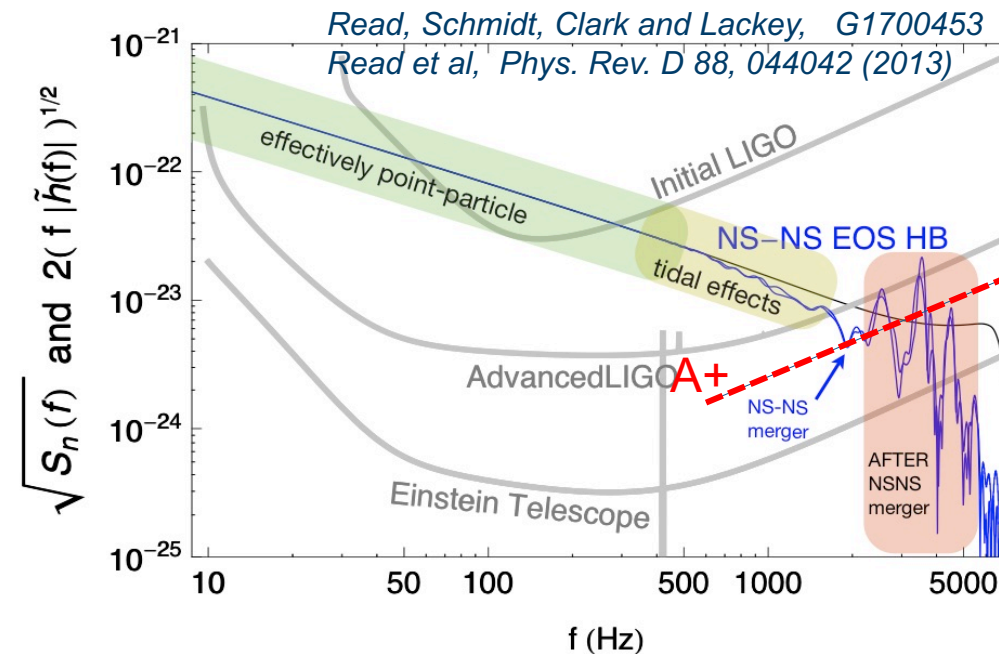 Read, Schmidt, Clark and Lackey, G1700453
Read et al, Phys. Rev. D 88, 044042 (2013)
√Sₙ(f) and 2( f |h̃(f)| )^1/2
10^-21
10^-22
10^-23
10^-24
10^-25
effectively point-particle
Initial LIGO
NS–NS EOS HB
tidal effects
AdvancedLIGO
A+
NS-NS
merger
Einstein Telescope
AFTER
NSNS
merger
10 50 100 500 1000 5000
f (Hz)